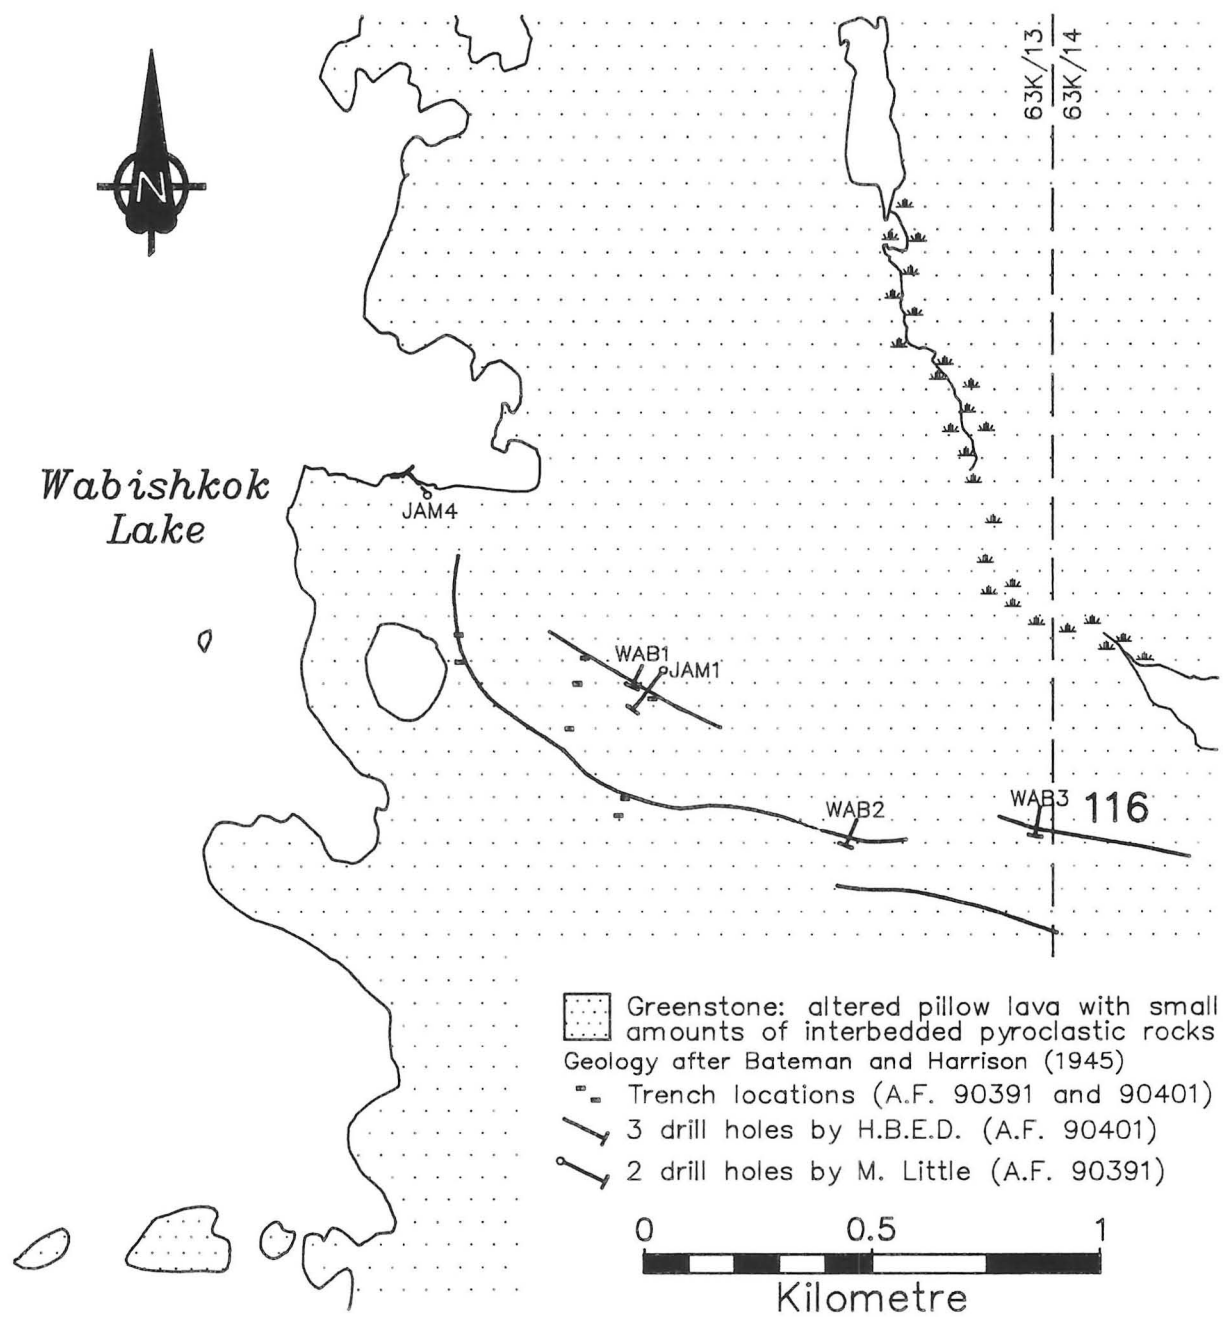 63K/13
63K/14
N
Wabishkok
Lake
JAM4
WAB1
JAM1
WAB2
WAB3
116
Greenstone: altered pillow lava with small
amounts of interbedded pyroclastic rocks
Geology after Bateman and Harrison (1945)
Trench locations (A.F. 90391 and 90401)
3 drill holes by H.B.E.D. (A.F. 90401)
2 drill holes by M. Little (A.F. 90391)
0 0.5 1
Kilometre